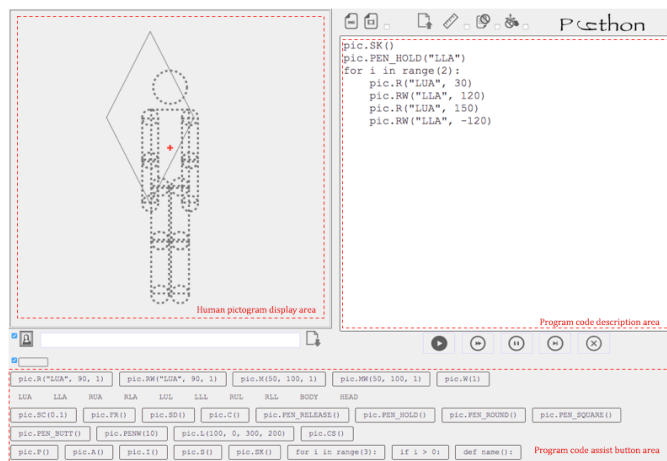 Pethon
pic.SK()
pic.PEN_HOLD("LLA")
for i in range(2):
pic.R("LUA", 30)
pic.RW("LLA", 120)
pic.R("LUA", 150)
pic.RW("LLA", -120)
Human pictogram display area
Program code description area
pic.R("LUA", 90, 1) pic.RW("LUA", 90, 1) pic.M(50, 100, 1) pic.MW(50, 100, 1) pic.W(1)
LUA LLA RUA RLA LUL LLL RUL RLL BODY HEAD
pic.SC(0.1) pic.FR() pic.SD() pic.C() pic.PEN_RELEASE() pic.PEN_HOLD() pic.PEN_ROUND() pic.PEN_SQUARE()
pic.PEN_BUTT() pic.PENW(10) pic.L(100, 0, 300, 200) pic.CS()
pic.P() pic.A() pic.I() pic.S() pic.SK() for i in range(3): if i > 0: def name():
Program code assist button area